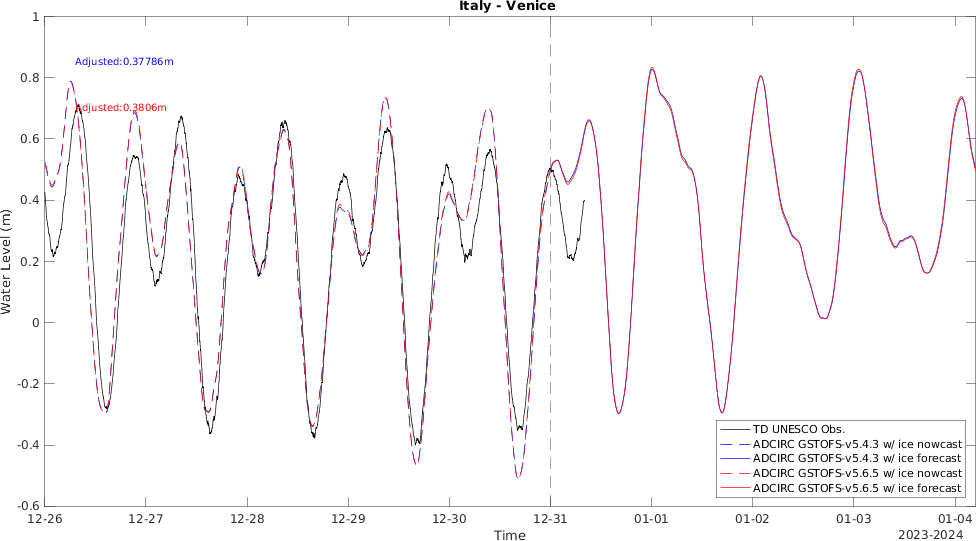 Italy - Venice
1
0.8
0.6
0.4
0.2
0
-0.2
-0.4
-0.6
Water Level (m)
Adjusted:0.37786m
Adjusted:0.3806m
TD UNESCO Obs.
ADCIRC GSTOFS-v5.4.3 w/ ice nowcast
ADCIRC GSTOFS-v5.4.3 w/ ice forecast
ADCIRC GSTOFS-v5.6.5 w/ ice nowcast
ADCIRC GSTOFS-v5.6.5 w/ ice forecast
12-26 12-27 12-28 12-29 12-30 12-31 01-01 01-02 01-03 01-04
Time
2023-2024